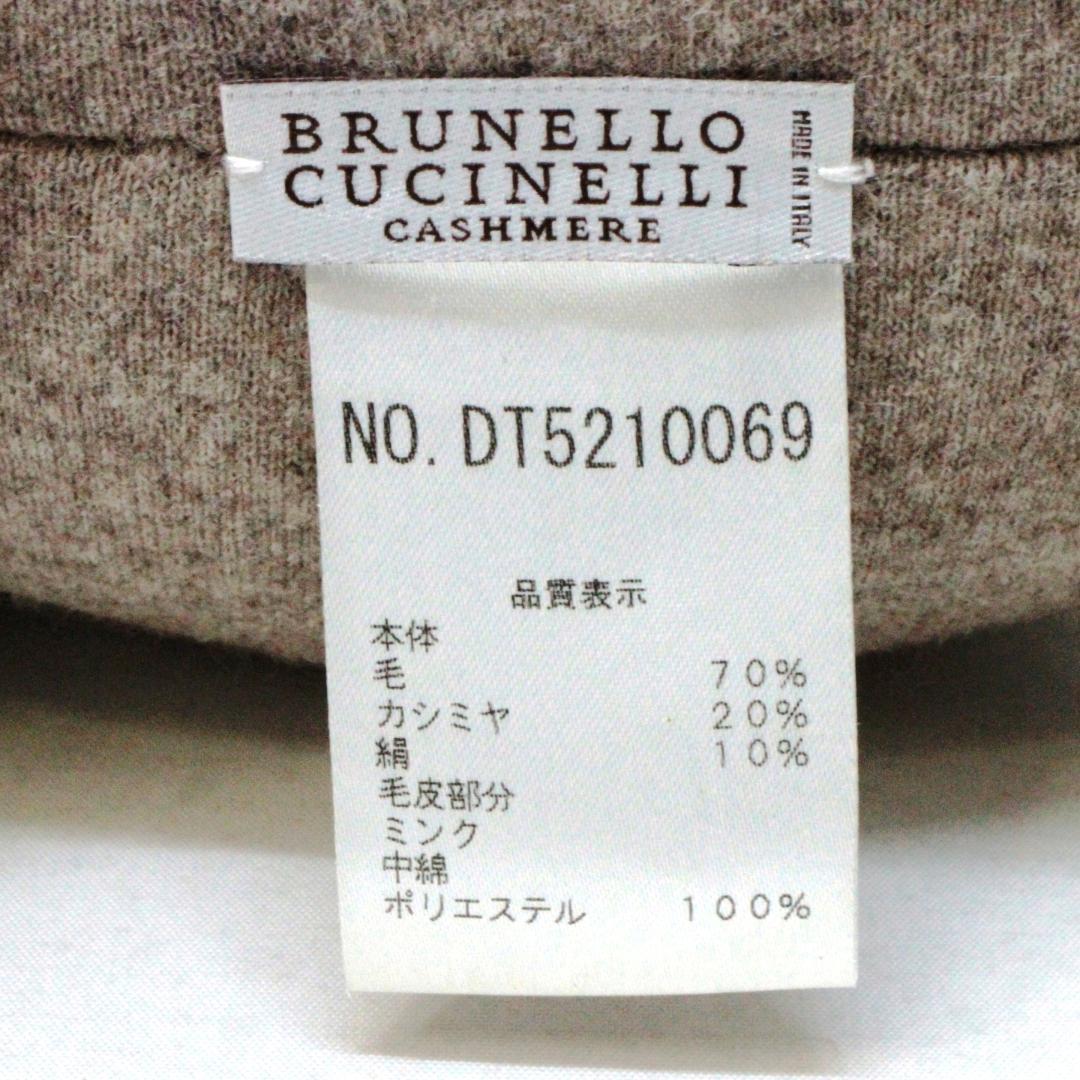 BRUNELLO
CUCINELLI
CASHMERE
MADE IN ITALY
NO. DT5210069
品質表示
本体
毛 70%
カシミヤ 20%
絹 10%
毛皮部分
ミンク
中綿
ポリエステル 100%